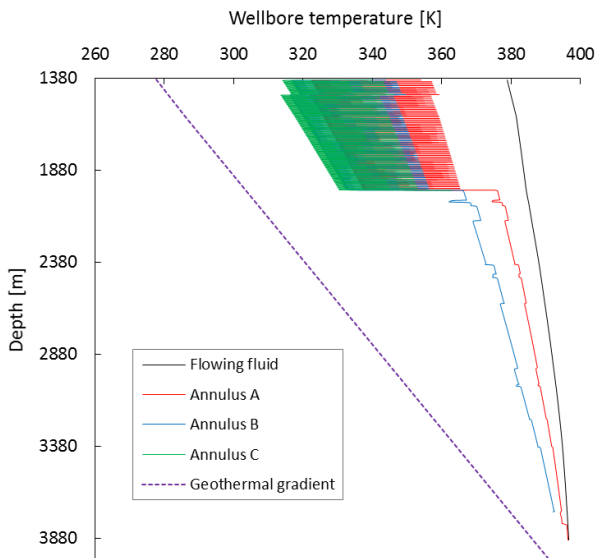 Wellbore temperature [K]
260 280 300 320 340 360 380 400
1380
1880
2380
2880
3380
3880
Depth [m]
Flowing fluid
Annulus A
Annulus B
Annulus C
Geothermal gradient